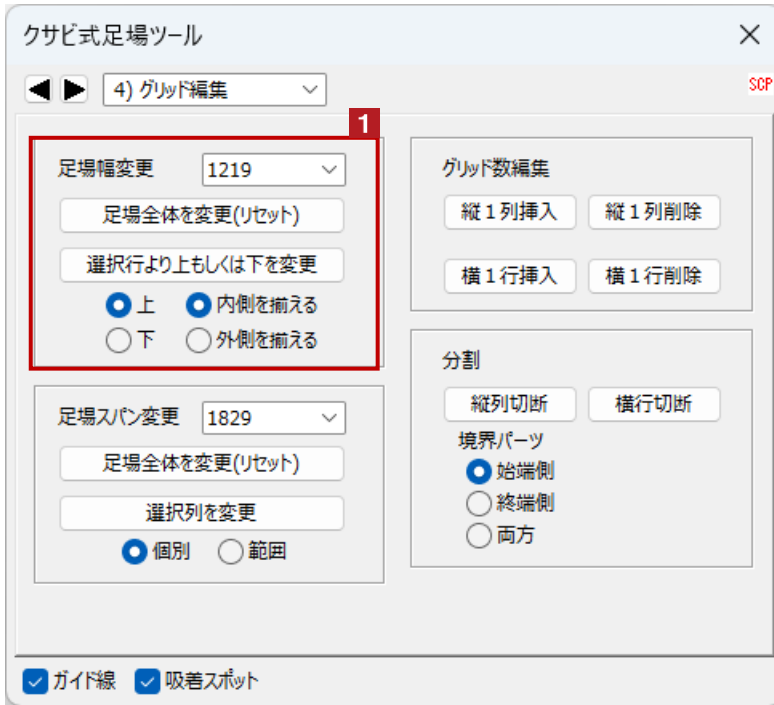 クサビ式足場ツール
4) グリッド編集
SCP
1
足場幅変更 1219
足場全体を変更(リセット)
選択行より上もしくは下を変更
上 内側を揃える
下 外側を揃える
足場スパン変更 1829
足場全体を変更(リセット)
選択列を変更
個別 範囲
グリッド数編集
縦1列挿入 縦1列削除
横1行挿入 横1行削除
分割
縦列切断 横行切断
境界パーツ
始端側
終端側
両方
ガイド線 吸着スポット